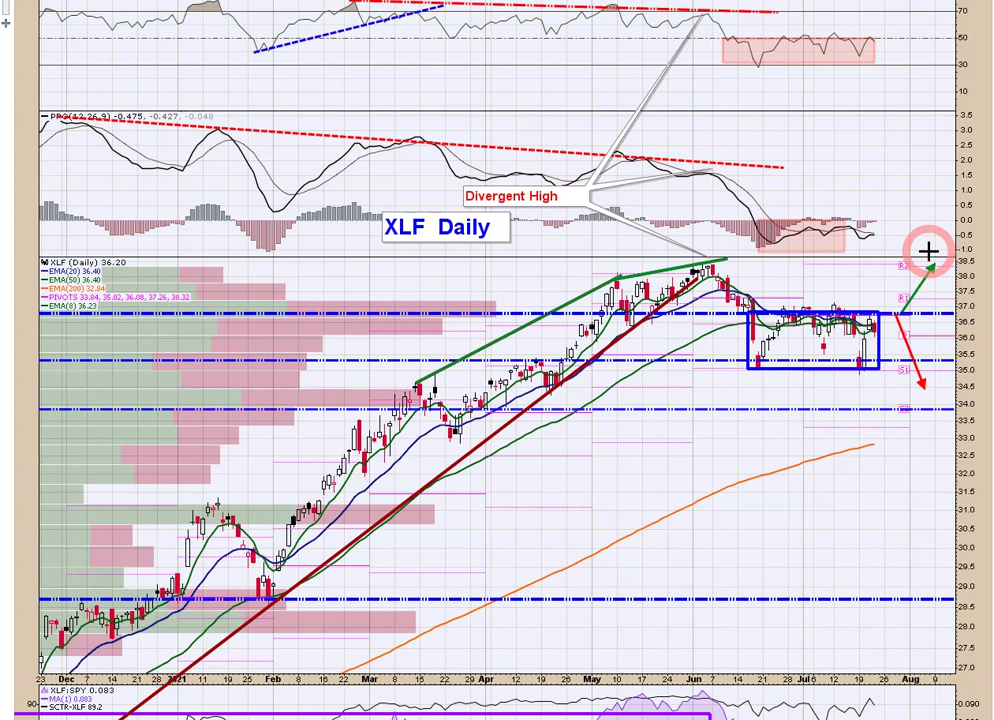 70
50
30
10
PPO(12,26,9) -0.475, -0.427, -0.048
3.5
3.0
2.5
2.0
1.5
1.0
0.5
0.0
-0.5
-1.0
Divergent High
XLF Daily
XLF (Daily) 36.20
EMA(20) 36.40
EMA(50) 36.40
EMA(200) 32.84
PIVOTS 33.84, 35.02, 36.08, 37.26, 38.32
EMA(8) 36.23
38.5
38.0
37.5
37.0
36.5
36.0
35.5
35.0
34.5
34.0
33.5
33.0
32.5
32.0
31.5
31.0
30.5
30.0
29.5
29.0
28.5
28.0
27.5
27.0
R2
R1
S1
23 Dec 7 14 21 2021 11 19 25 Feb 8 16 22 Mar 8 15 22 29 Apr 12 19 26 May 10 17 24 Jun 7 14 21 28 Jul 6 12 19 26 Aug 9
XLF:SPY 0.083
MA(1) 0.083
SCTR-XLF 89.2
90
0.090